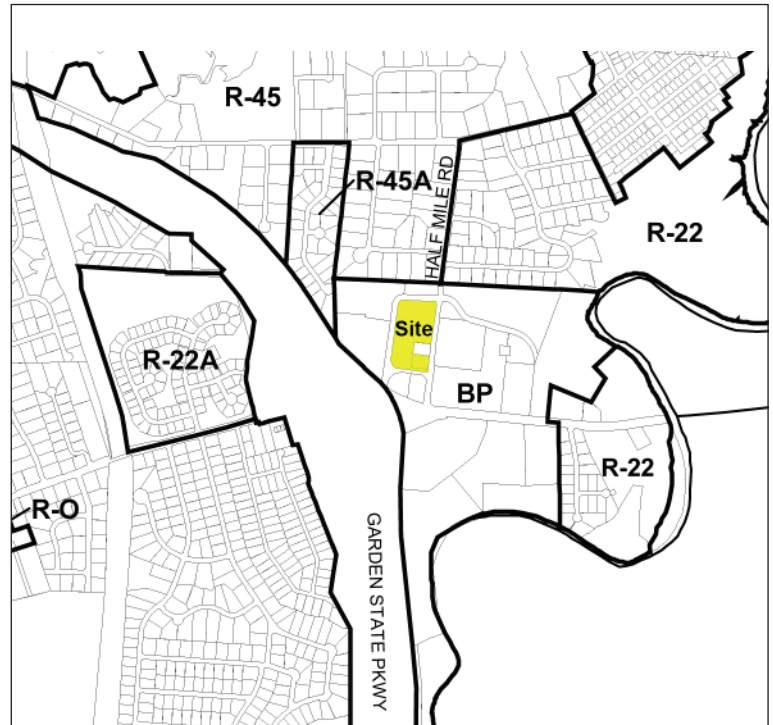 R-45
R-45A
HALF MILE RD
R-22
Site
R-22A
BP
R-22
R-O
GARDEN STATE PKWY